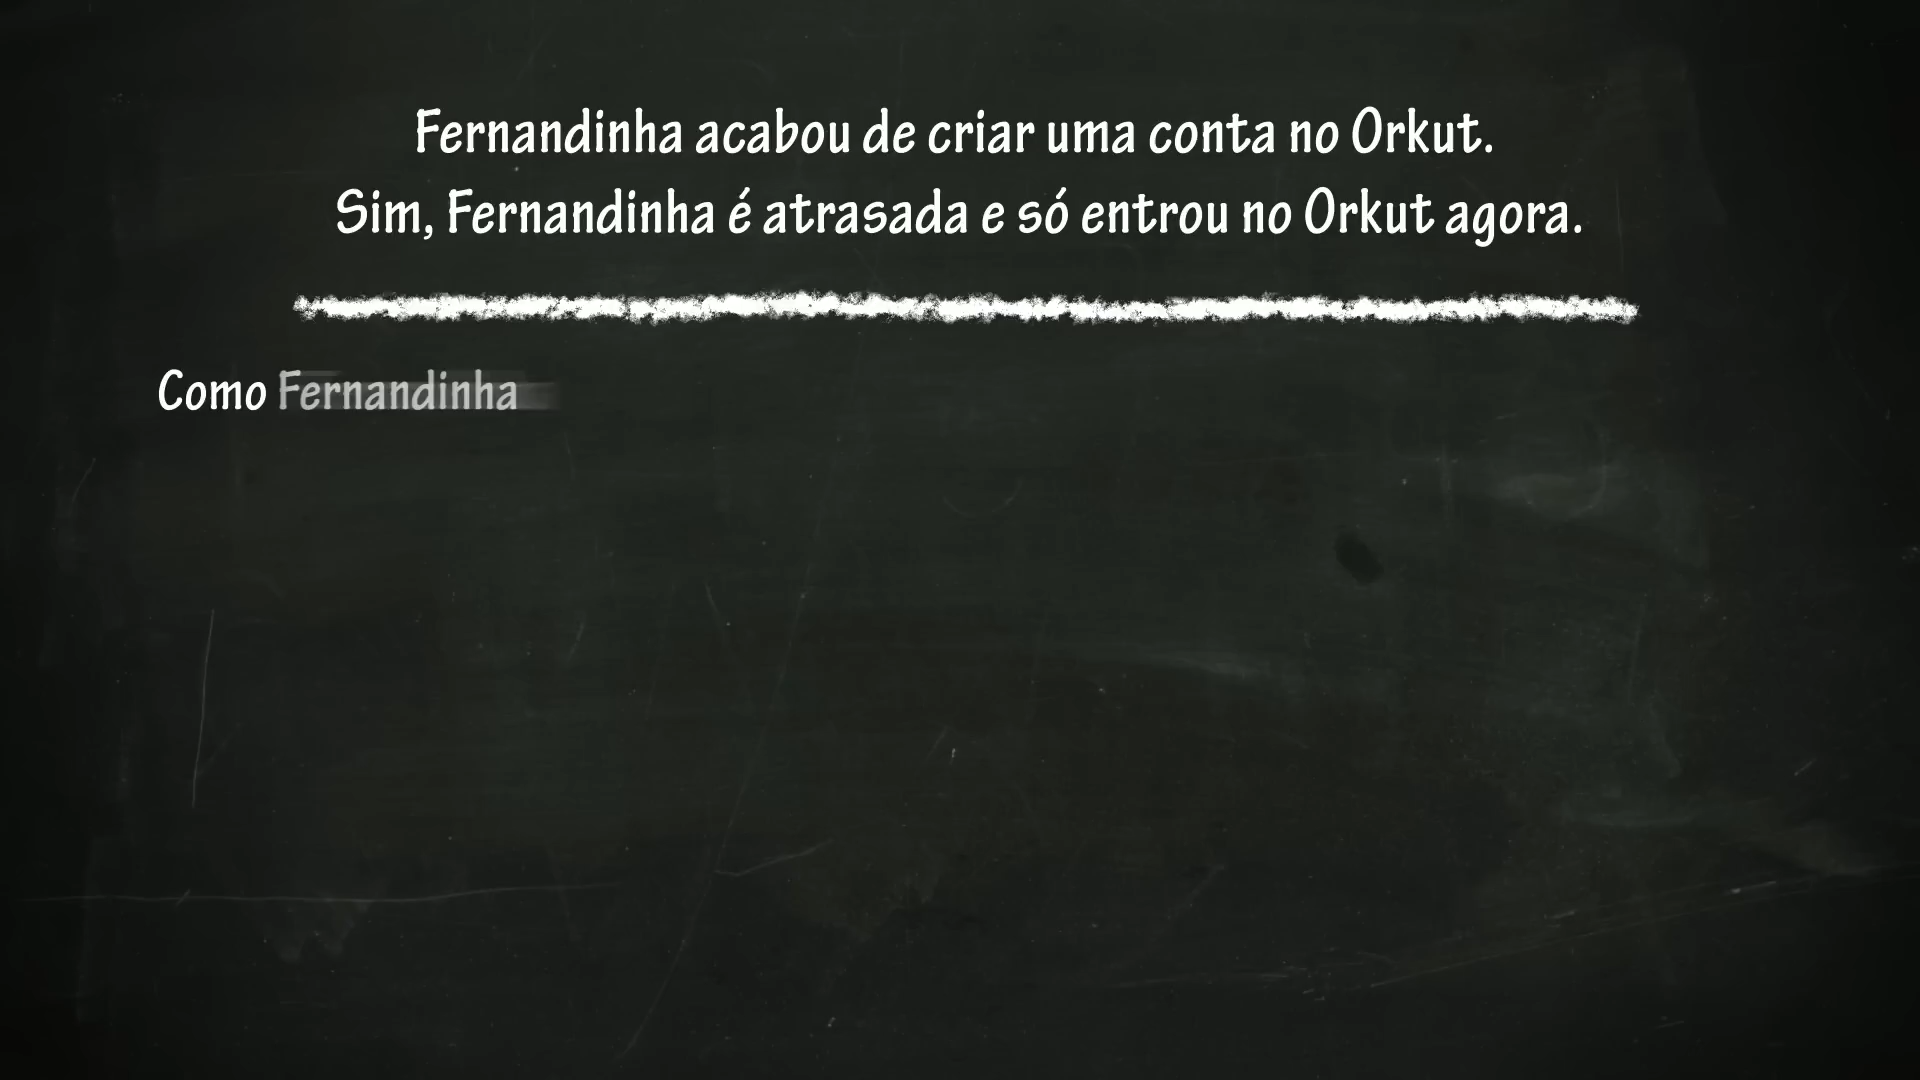 Fernandinha acabou de criar uma conta no Orkut.
Sim, Fernandinha é atrasada e só entrou no Orkut agora.
Como Fernandinha